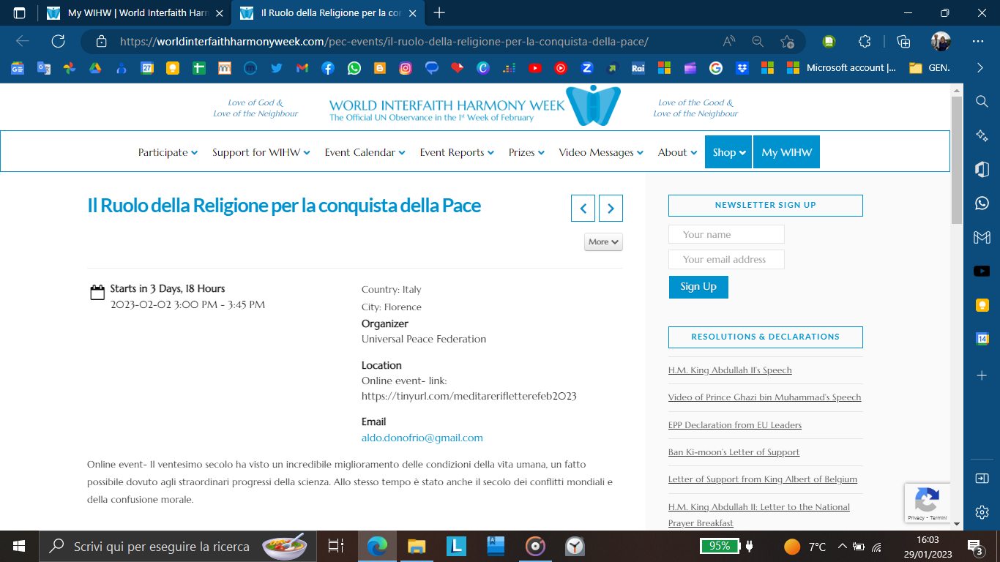 My WIHW | World Interfaith Harm
Il Ruolo della Religione per la con
https://worldinterfaithharmonyweek.com/pec-events/il-ruolo-della-religione-per-la-conquista-della-pace/
Microsoft account |...
GEN.
Love of God &
Love of the Neighbour
WORLD INTERFAITH HARMONY WEEK
The Official UN Observance in the 1st Week of February
Love of the Good &
Love of the Neighbour
Participate
Support for WIHW
Event Calendar
Event Reports
Prizes
Video Messages
About
Shop
My WIHW
Il Ruolo della Religione per la conquista della Pace
More
Starts in 3 Days, 18 Hours
2023-02-02 3:00 PM - 3:45 PM
Country: Italy
City: Florence
Organizer
Universal Peace Federation
Location
Online event- link:
https://tinyurl.com/meditarerifletterefeb2023
Email
aldo.donofrio@gmail.com
Online event- Il ventesimo secolo ha visto un incredibile miglioramento delle condizioni della vita umana, un fatto
possibile dovuto agli straordinari progressi della scienza. Allo stesso tempo è stato anche il secolo dei conflitti mondiali e
della confusione morale.
NEWSLETTER SIGN UP
Your name
Your email address
Sign Up
RESOLUTIONS & DECLARATIONS
H.M. King Abdullah II's Speech
Video of Prince Ghazi bin Muhammad's Speech
EPP Declaration from EU Leaders
Ban Ki-moon's Letter of Support
Letter of Support from King Albert of Belgium
H.M. King Abdullah II: Letter to the National
Prayer Breakfast
Privacy - Termini
Scrivi qui per eseguire la ricerca
95%
7°C
16:03
29/01/2023
3